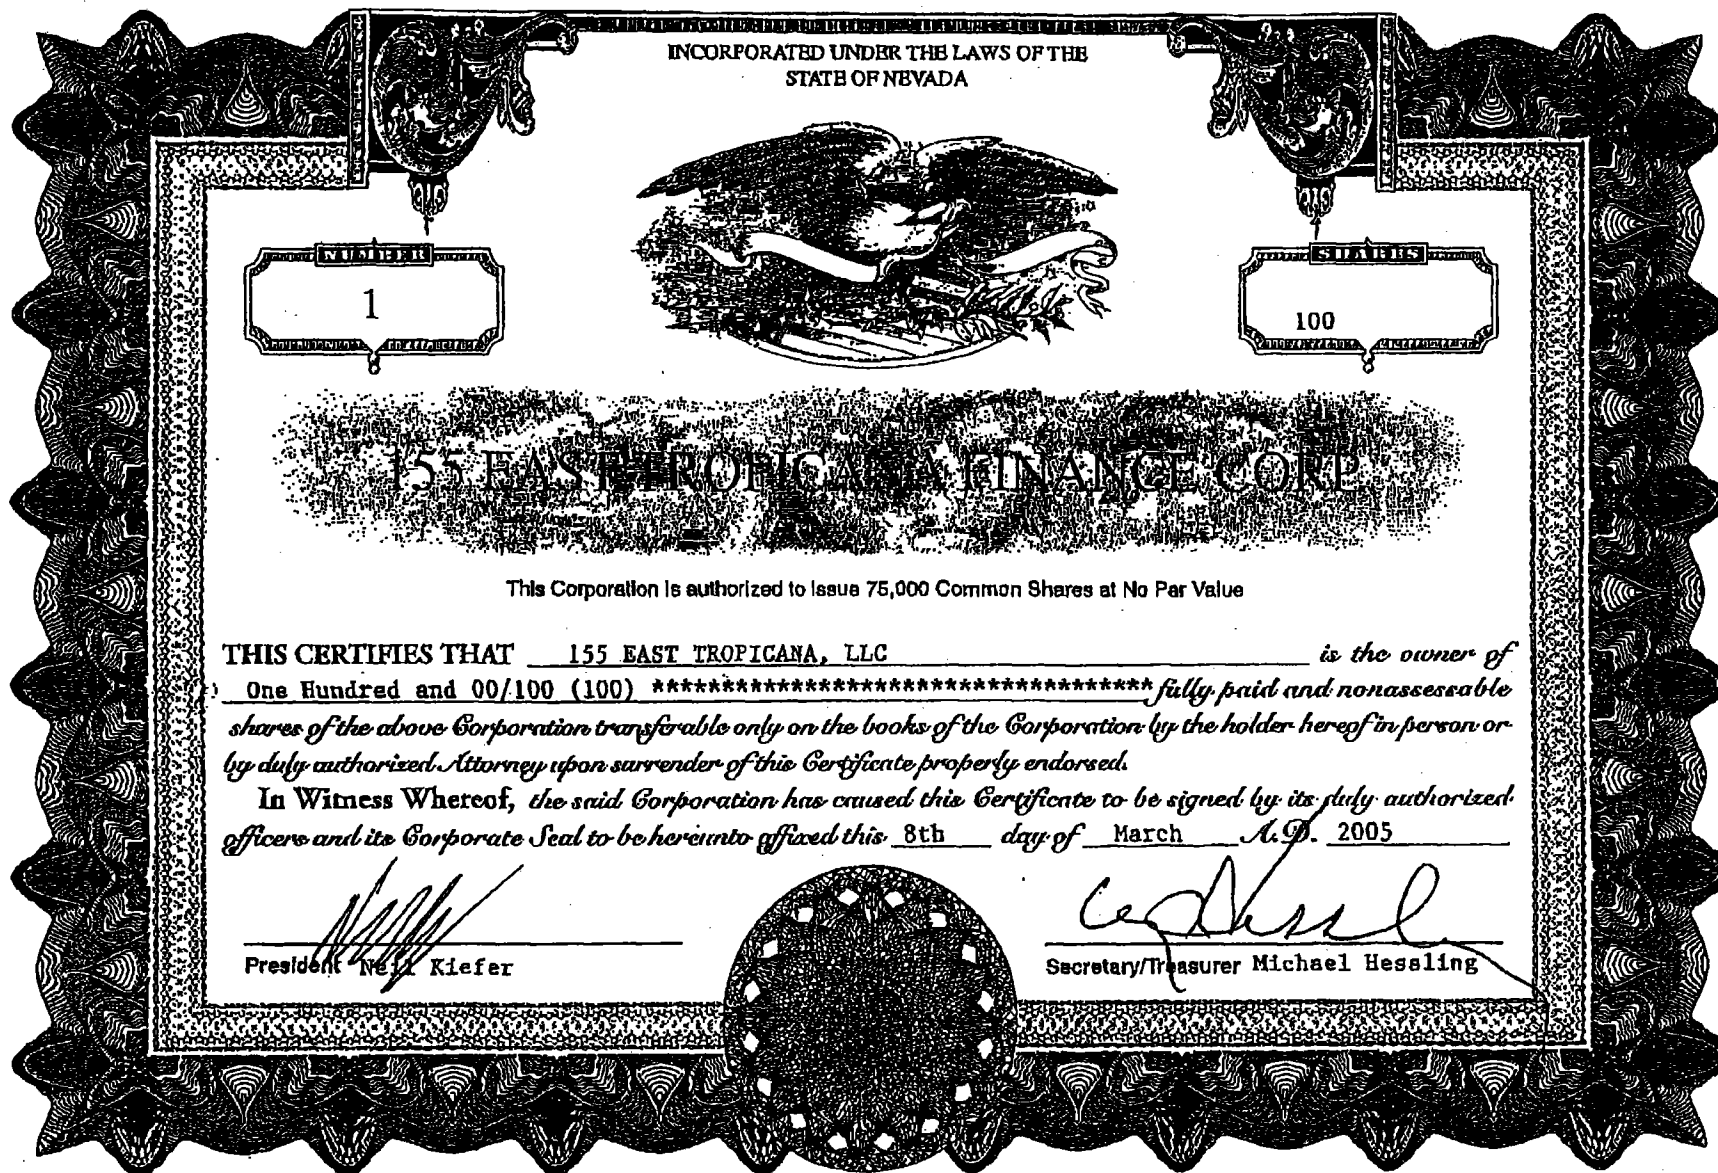 INCORPORATED UNDER THE LAWS OF THE
STATE OF NEVADA
NUMBER
1
SHARES
100
155 EAST TROPICANA FINANCE CORP.
This Corporation is authorized to issue 75,000 Common Shares at No Par Value
THIS CERTIFIES THAT 155 EAST TROPICANA, LLC is the owner of
One Hundred and 00/100 (100) ************************************ fully paid and nonassessable
shares of the above Corporation transferable only on the books of the Corporation by the holder hereof in person or
by duly authorized Attorney upon surrender of this Certificate properly endorsed.
In Witness Whereof, the said Corporation has caused this Certificate to be signed by its duly authorized
officers and its Corporate Seal to be hereunto affixed this 8th day of March A.D. 2005
President Neil Kiefer
Secretary/Treasurer Michael Hessling